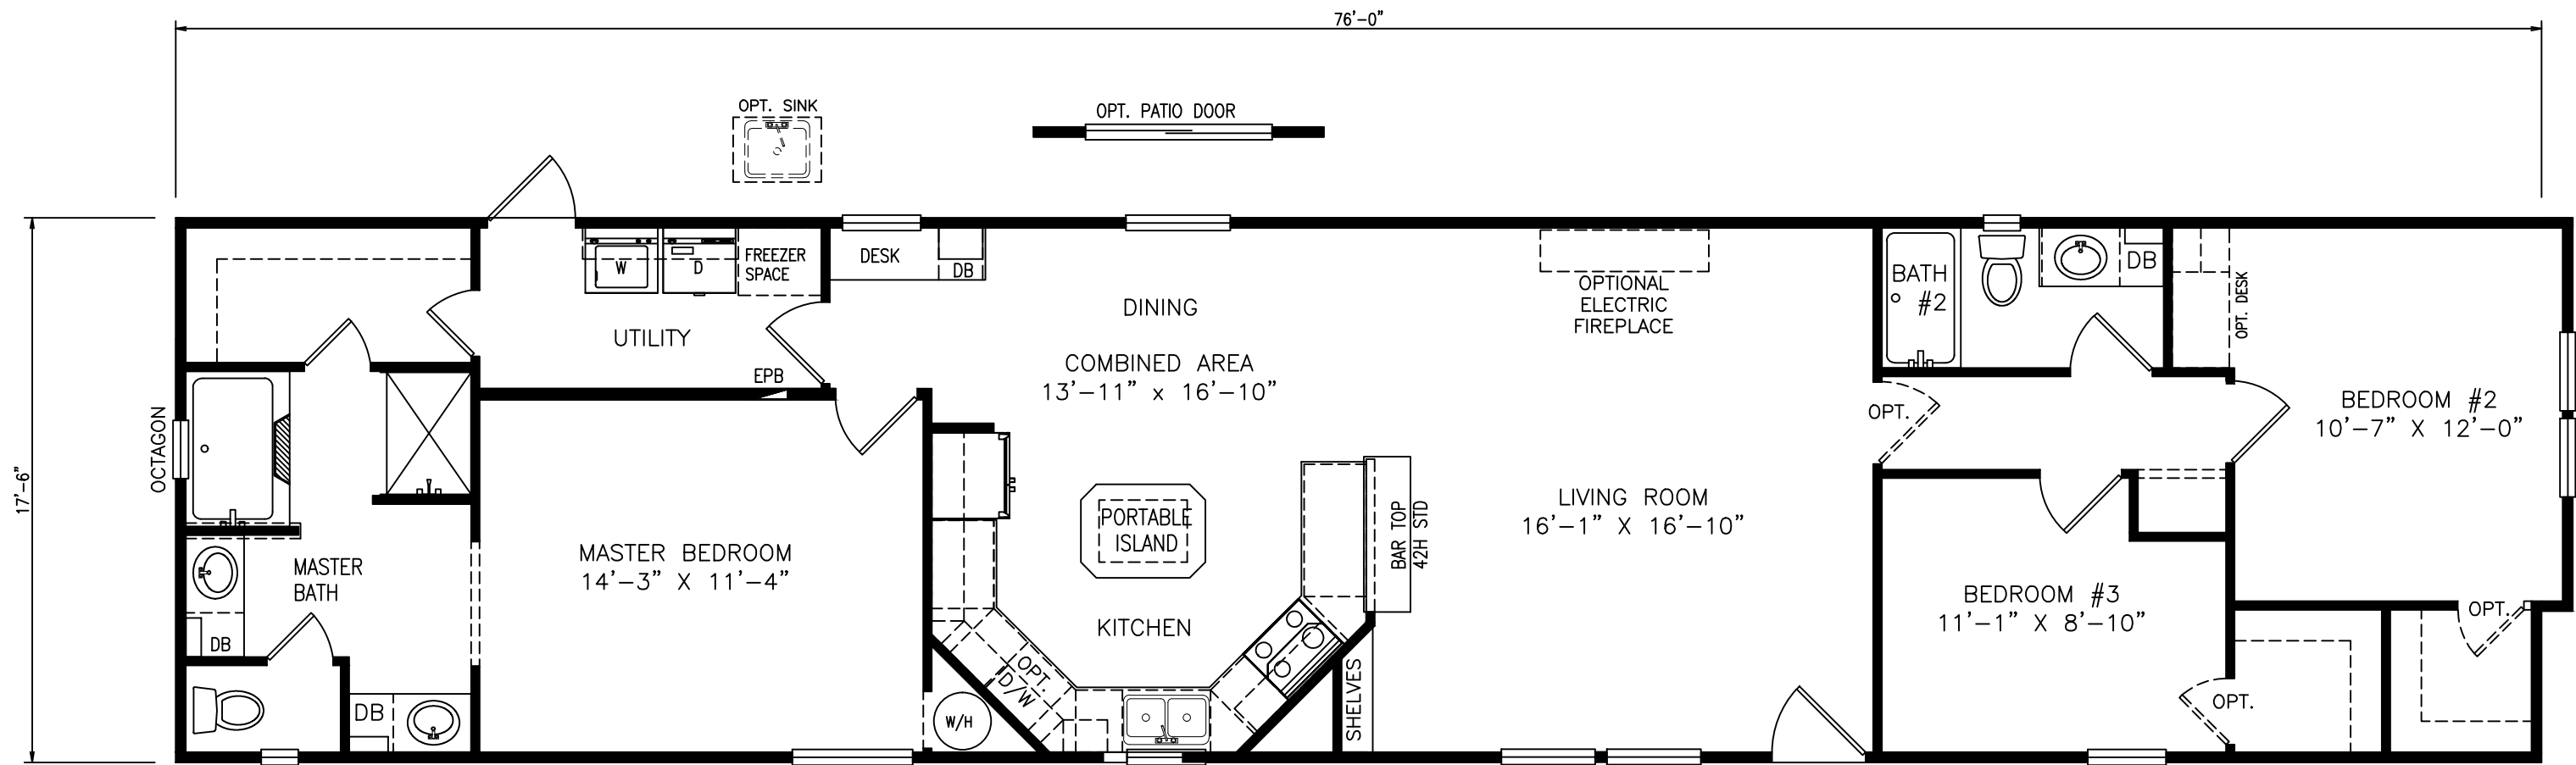 76'-0"
OPT. SINK
OPT. PATIO DOOR
17'-6"
OCTAGON
W
D
FREEZER
SPACE
UTILITY
EPB
DESK
DB
DINING
COMBINED AREA
13'-11" x 16'-10"
OPTIONAL
ELECTRIC
FIREPLACE
BATH
#2
DB
OPT. DESK
OPT.
BEDROOM #2
10'-7" X 12'-0"
MASTER
BATH
DB
DB
MASTER BEDROOM
14'-3" X 11'-4"
PORTABLE
ISLAND
KITCHEN
OPT.
D/W
W/H
BAR TOP
42H STD
SHELVES
LIVING ROOM
16'-1" X 16'-10"
BEDROOM #3
11'-1" X 8'-10"
OPT.
OPT.